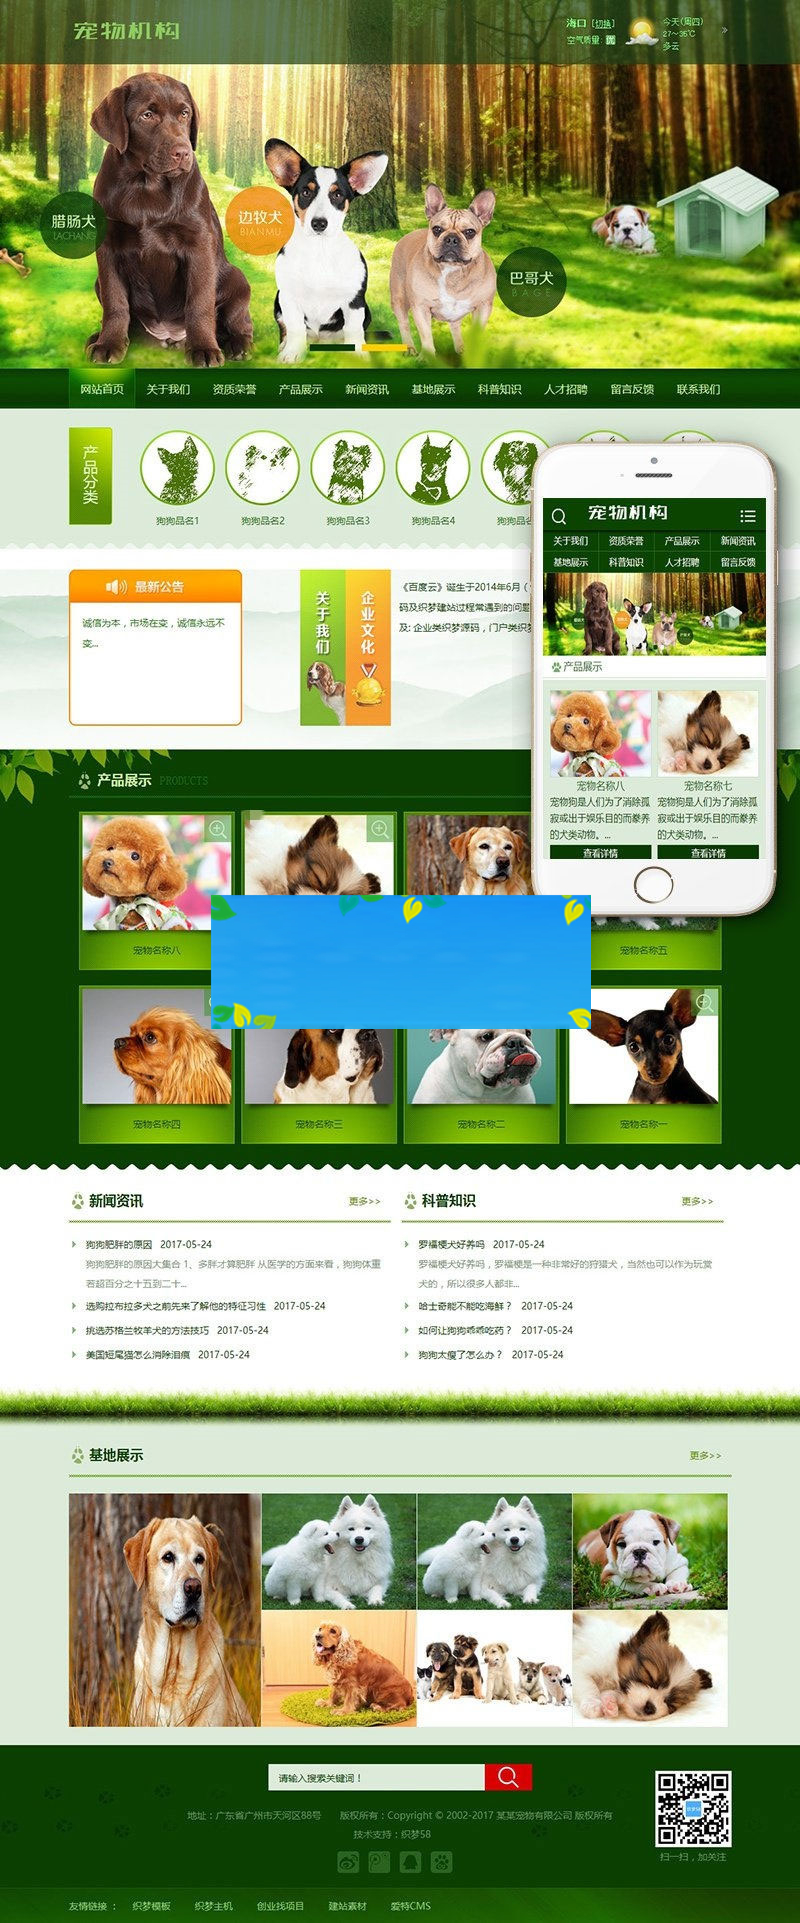 宠物机构
海口 [切换]
空气质量: 优
今天(周四)
27～35℃
多云
腊肠犬
LACHANG
边牧犬
BIANMU
巴哥犬
BAGE
网站首页 关于我们 资质荣誉 产品展示 新闻资讯 基地展示 科普知识 人才招聘 留言反馈 联系我们
产品分类
狗狗品名1 狗狗品名2 狗狗品名3 狗狗品名4
最新公告
诚信为本，市场在变，诚信永远不
变...
关于我们
企业文化
《百度云》诞生于2014年6月
码及织梦建站过程常遇到的问题
及: 企业类织梦源码，门户类织梦
宠物机构
关于我们 资质荣誉 产品展示 新闻资讯
基地展示 科普知识 人才招聘 留言反馈
产品展示
宠物名称八
宠物狗是人们为了消除孤
寂或出于娱乐目的而豢养
的犬类动物。...
查看详情
宠物名称七
宠物狗是人们为了消除孤
寂或出于娱乐目的而豢养
的犬类动物。...
查看详情
产品展示 PRODUCTS
宠物名称八 宠物名称五
宠物名称四 宠物名称三 宠物名称二 宠物名称一
新闻资讯 更多>>
狗狗肥胖的原因 2017-05-24
狗狗肥胖的原因大集合 1、多胖才算肥胖 从医学的方面来看，狗狗体重
若超百分之十五到二十...
选购拉布拉多犬之前先来了解他的特征习性 2017-05-24
挑选苏格兰牧羊犬的方法技巧 2017-05-24
美国短尾猫怎么消除泪痕 2017-05-24
科普知识 更多>>
罗福梗犬好养吗 2017-05-24
罗福梗犬好养吗，罗福梗是一种非常好的狩猎犬，当然也可以作为玩赏
犬的，所以很多人都非...
哈士奇能不能吃海鲜？ 2017-05-24
如何让狗狗乖乖吃药？ 2017-05-24
狗狗太瘦了怎么办？ 2017-05-24
基地展示 更多>>
请输入搜索关键词！
地址：广东省广州市天河区88号 版权所有：Copyright © 2002-2017 某某宠物有限公司 版权所有
技术支持：织梦58
扫一扫，加关注
友情链接： 织梦模板 织梦主机 创业找项目 建站素材 爱特CMS